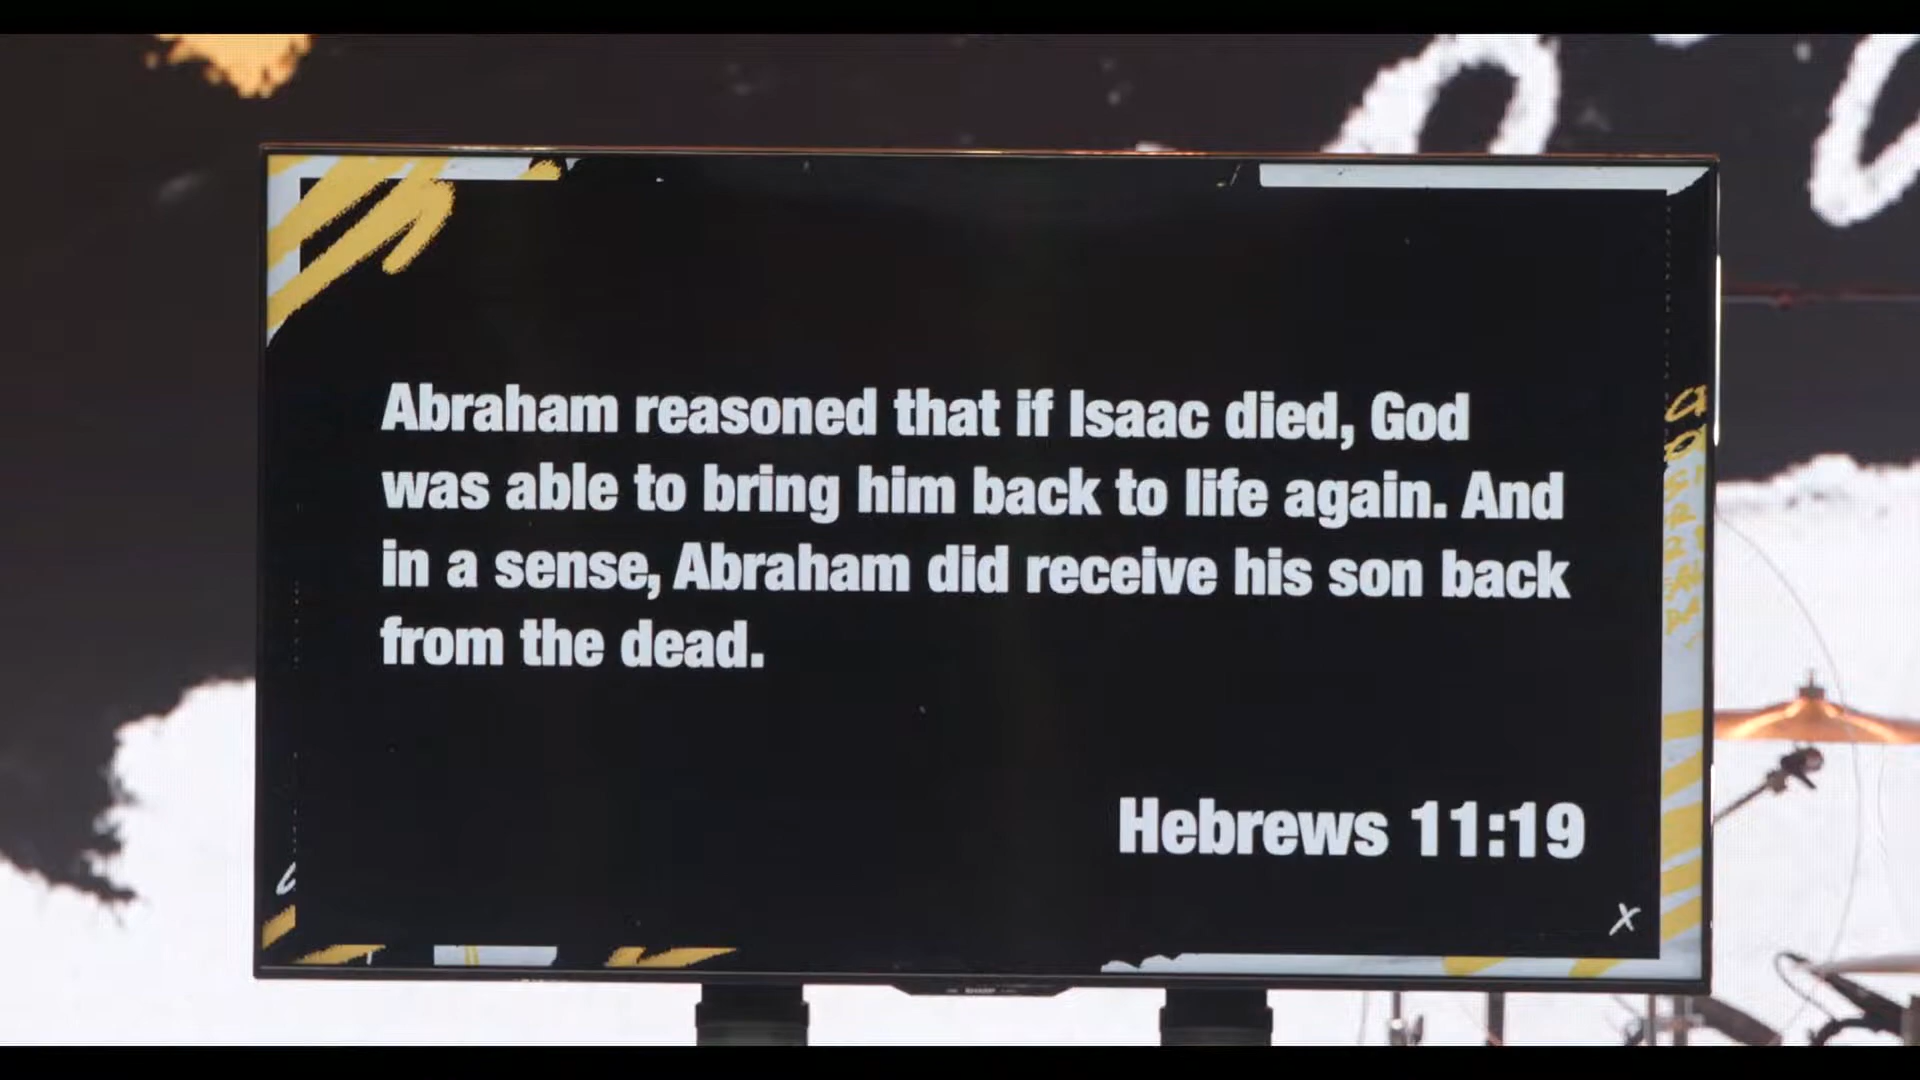 Abraham reasoned that if Isaac died, God
was able to bring him back to life again. And
in a sense, Abraham did receive his son back
from the dead.
Hebrews 11:19
x
SHARP